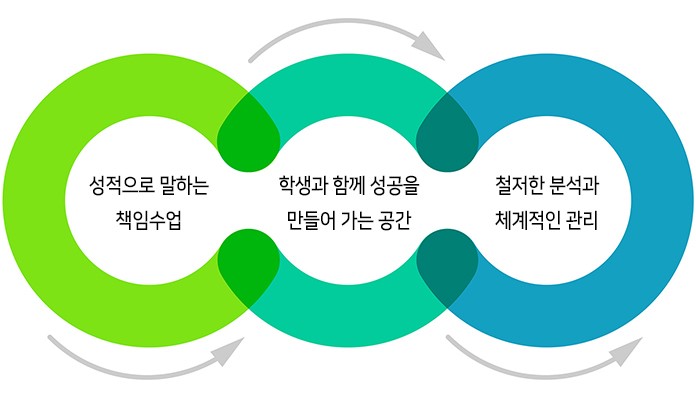 성적으로 말하는
책임수업
학생과 함께 성공을
만들어 가는 공간
철저한 분석과
체계적인 관리